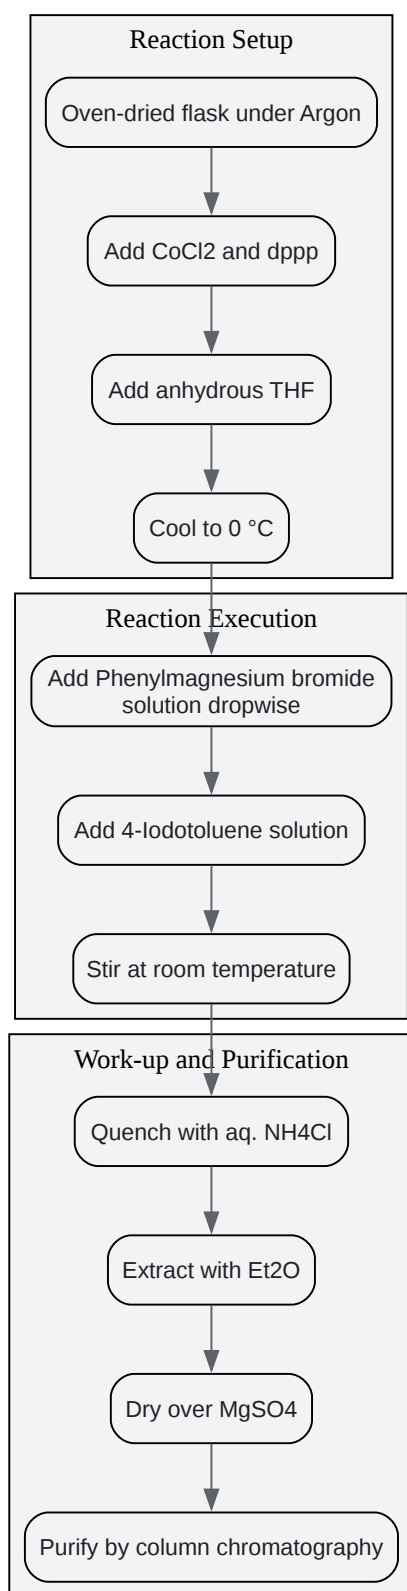 Reaction Setup
Oven-dried flask under Argon
Add CoCl2 and dppp
Add anhydrous THF
Cool to 0 °C
Reaction Execution
Add Phenylmagnesium bromide
solution dropwise
Add 4-Iodotoluene solution
Stir at room temperature
Work-up and Purification
Quench with aq. NH4Cl
Extract with Et2O
Dry over MgSO4
Purify by column chromatography